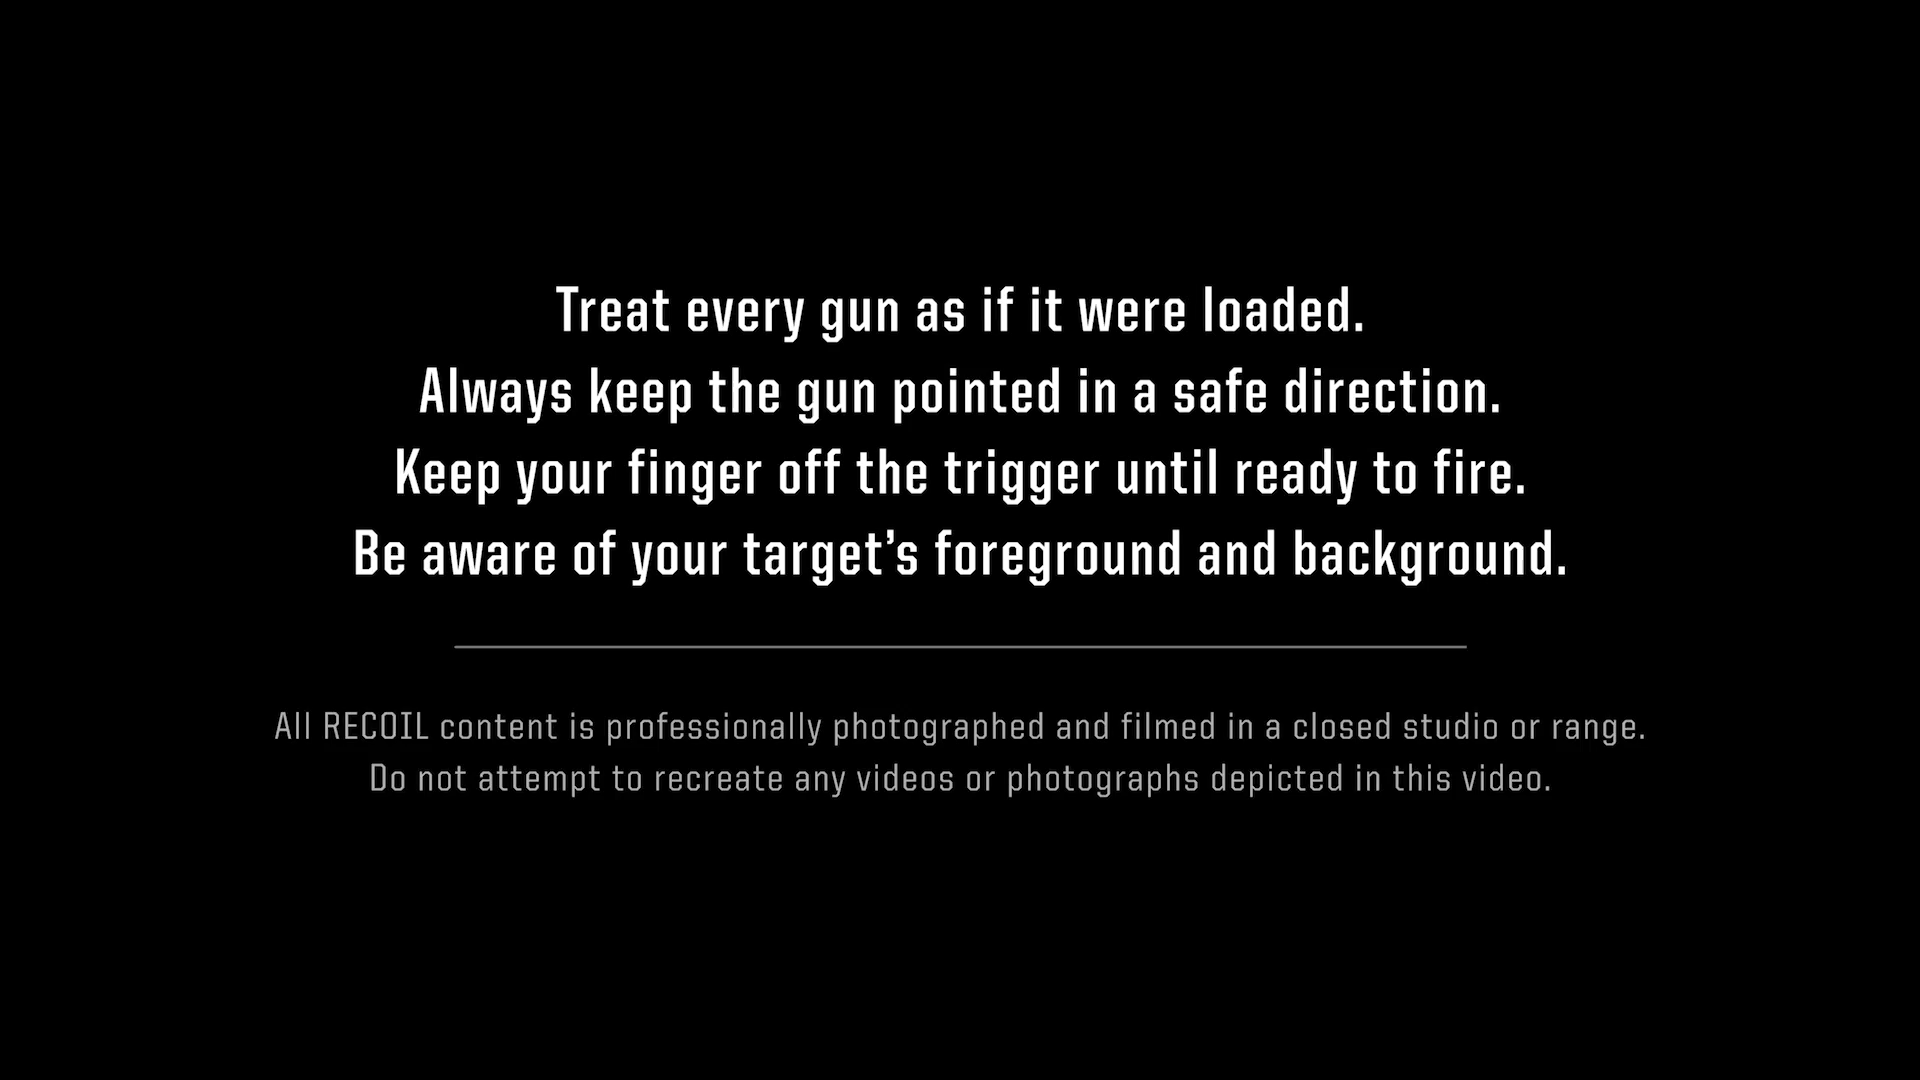 Treat every gun as if it were loaded.
Always keep the gun pointed in a safe direction.
Keep your finger off the trigger until ready to fire.
Be aware of your target’s foreground and background.
All RECOIL content is professionally photographed and filmed in a closed studio or range.
Do not attempt to recreate any videos or photographs depicted in this video.